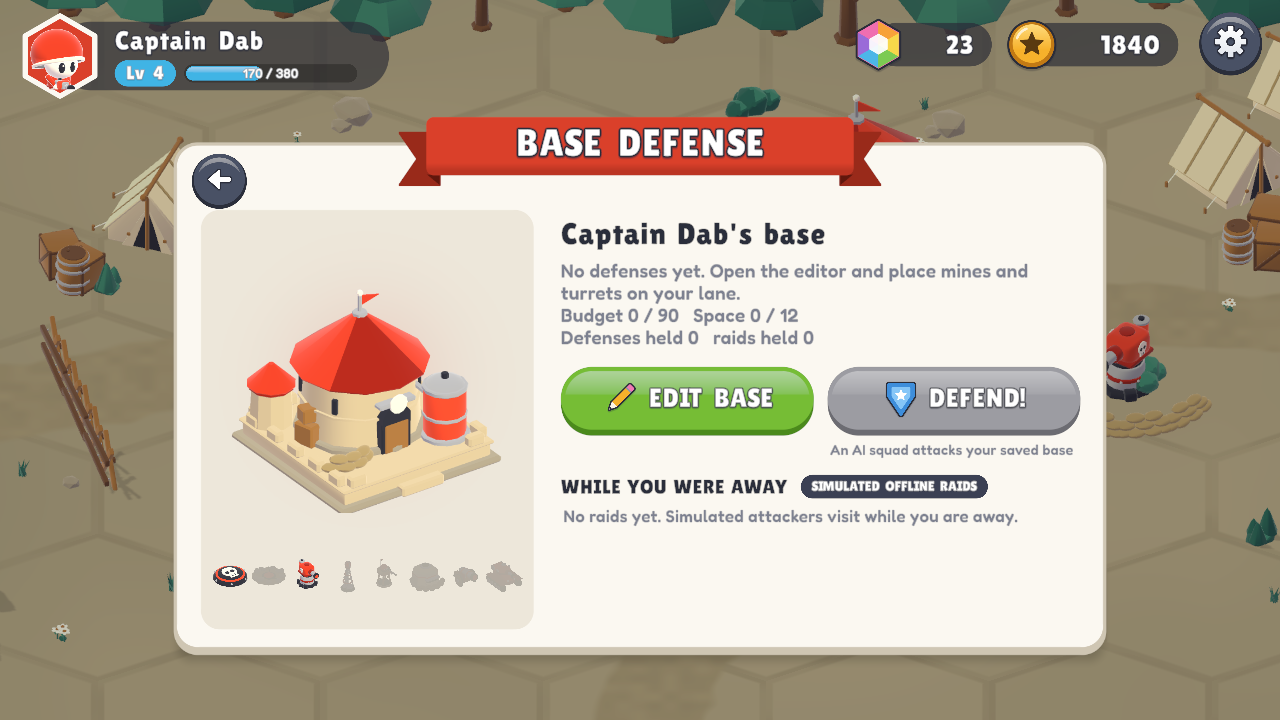 Captain Dab
Lv 4
170 / 380
23
1840
BASE DEFENSE
Captain Dab's base
No defenses yet. Open the editor and place mines and
turrets on your lane.
Budget 0 / 90 Space 0 / 12
Defenses held 0 raids held 0
EDIT BASE
DEFEND!
An AI squad attacks your saved base
WHILE YOU WERE AWAY
SIMULATED OFFLINE RAIDS
No raids yet. Simulated attackers visit while you are away.